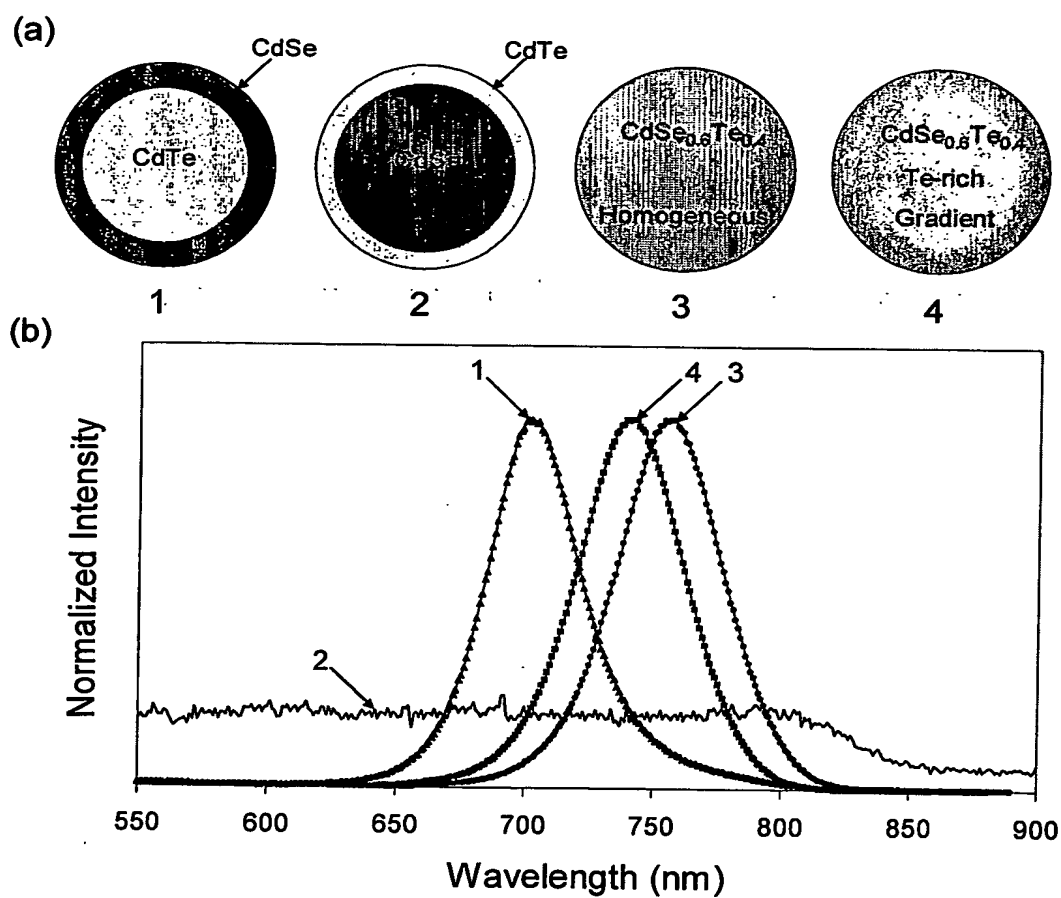 (a)
CdSe
CdTe
CdTe
CdSe
CdSe0.6Te0.4
Homogeneous
CdSe0.6Te0.4
Te-rich
Gradient
1
2
3
4
(b)
1
4
3
2
Normalized Intensity
550
600
650
700
750
800
850
900
Wavelength (nm)